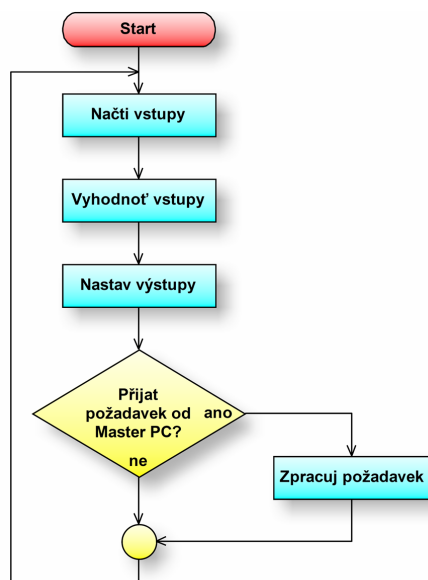 Start
Načti vstupy
Vyhodnoť vstupy
Nastav výstupy
Přijat
požadavek od
Master PC?
ano
ne
Zpracuj požadavek